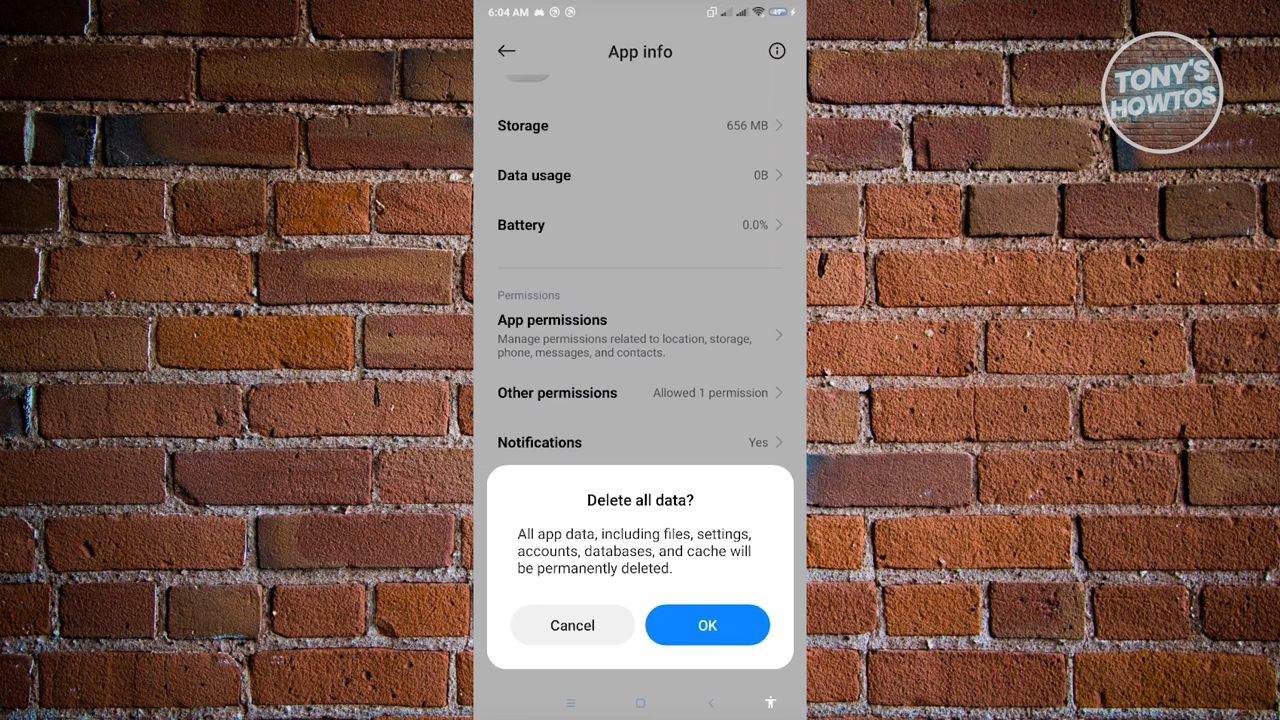 6:04 AM
App info
TONY'S
HOWTOS
Storage 656 MB
Data usage 0B
Battery 0.0%
Permissions
App permissions
Manage permissions related to location, storage,
phone, messages, and contacts.
Other permissions Allowed 1 permission
Notifications Yes
Delete all data?
All app data, including files, settings,
accounts, databases, and cache will
be permanently deleted.
Cancel OK